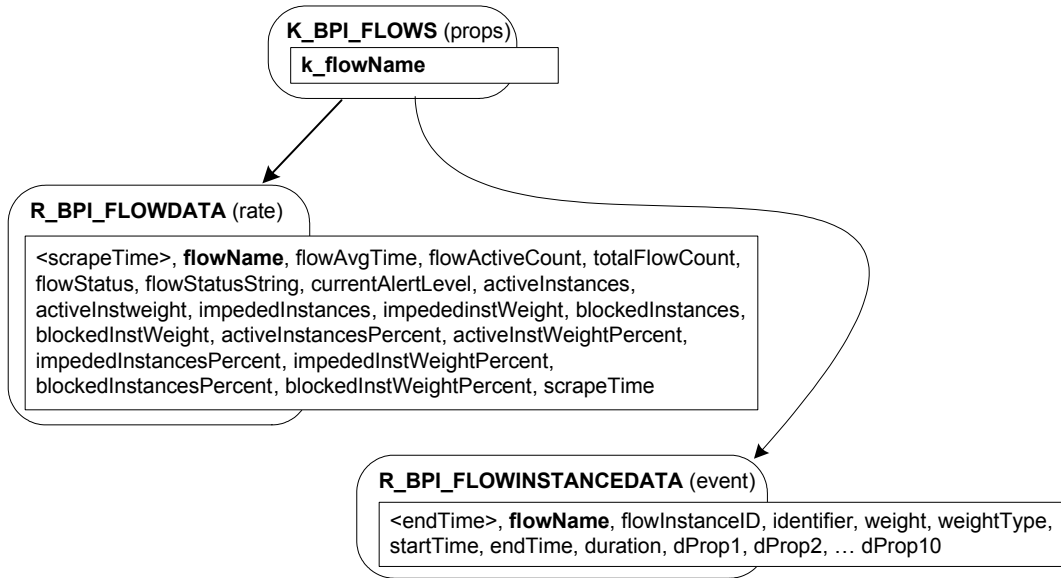 K_BPI_FLOWS (props)
k_flowName
R_BPI_FLOWDATA (rate)
<scrapeTime>, flowName, flowAvgTime, flowActiveCount, totalFlowCount,
flowStatus, flowStatusString, currentAlertLevel, activeInstances,
activeInstweight, impededInstances, impededinstWeight, blockedInstances,
blockedInstWeight, activeInstancesPercent, activeInstWeightPercent,
impededInstancesPercent, impededInstWeightPercent,
blockedInstancesPercent, blockedInstWeightPercent, scrapeTime
R_BPI_FLOWINSTANCEDATA (event)
<endTime>, flowName, flowInstanceID, identifier, weight, weightType,
startTime, endTime, duration, dProp1, dProp2, … dProp10